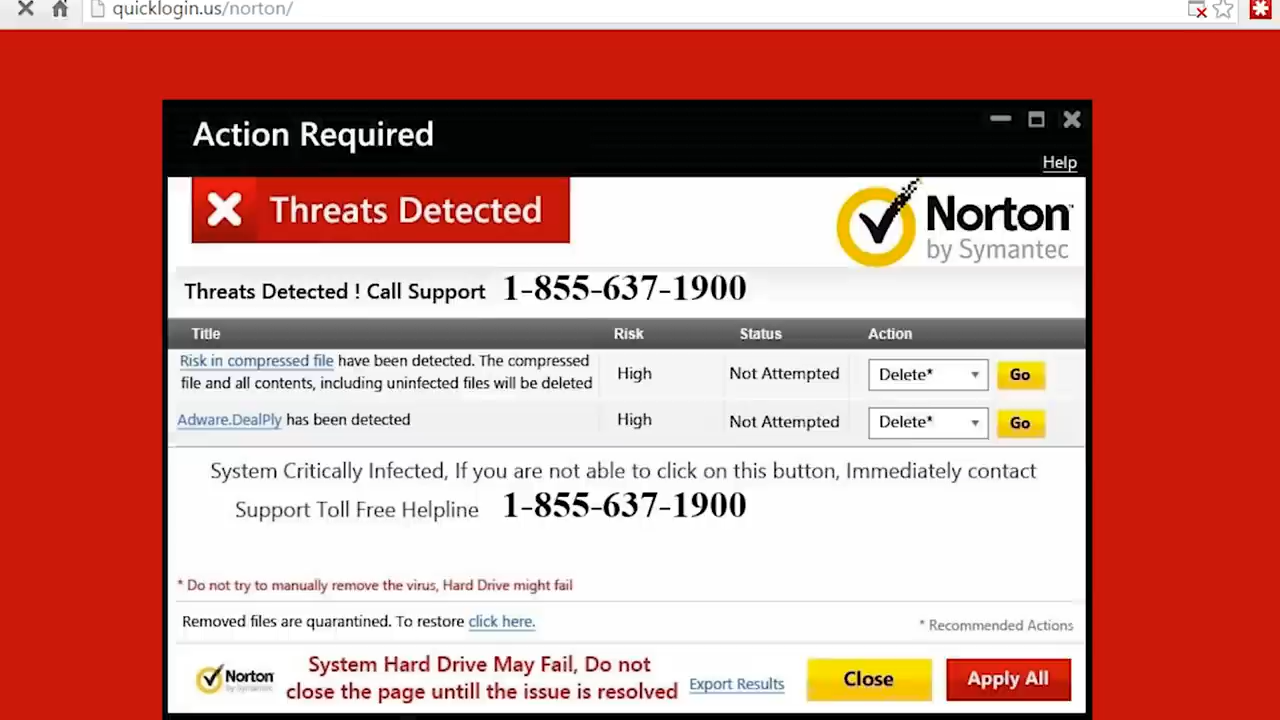 quicklogin.us/norton/
Action Required
Help
Threats Detected
Norton
by Symantec
Threats Detected ! Call Support 1-855-637-1900
Title Risk Status Action
Risk in compressed file have been detected. The compressed
file and all contents, including uninfected files will be deleted
High Not Attempted Delete* Go
Adware.DealPly has been detected High Not Attempted Delete* Go
System Critically Infected, If you are not able to click on this button, Immediately contact
Support Toll Free Helpline 1-855-637-1900
* Do not try to manually remove the virus, Hard Drive might fail
Removed files are quarantined. To restore click here.
* Recommended Actions
Norton
by Symantec
System Hard Drive May Fail, Do not
close the page untill the issue is resolved
Export Results
Close
Apply All